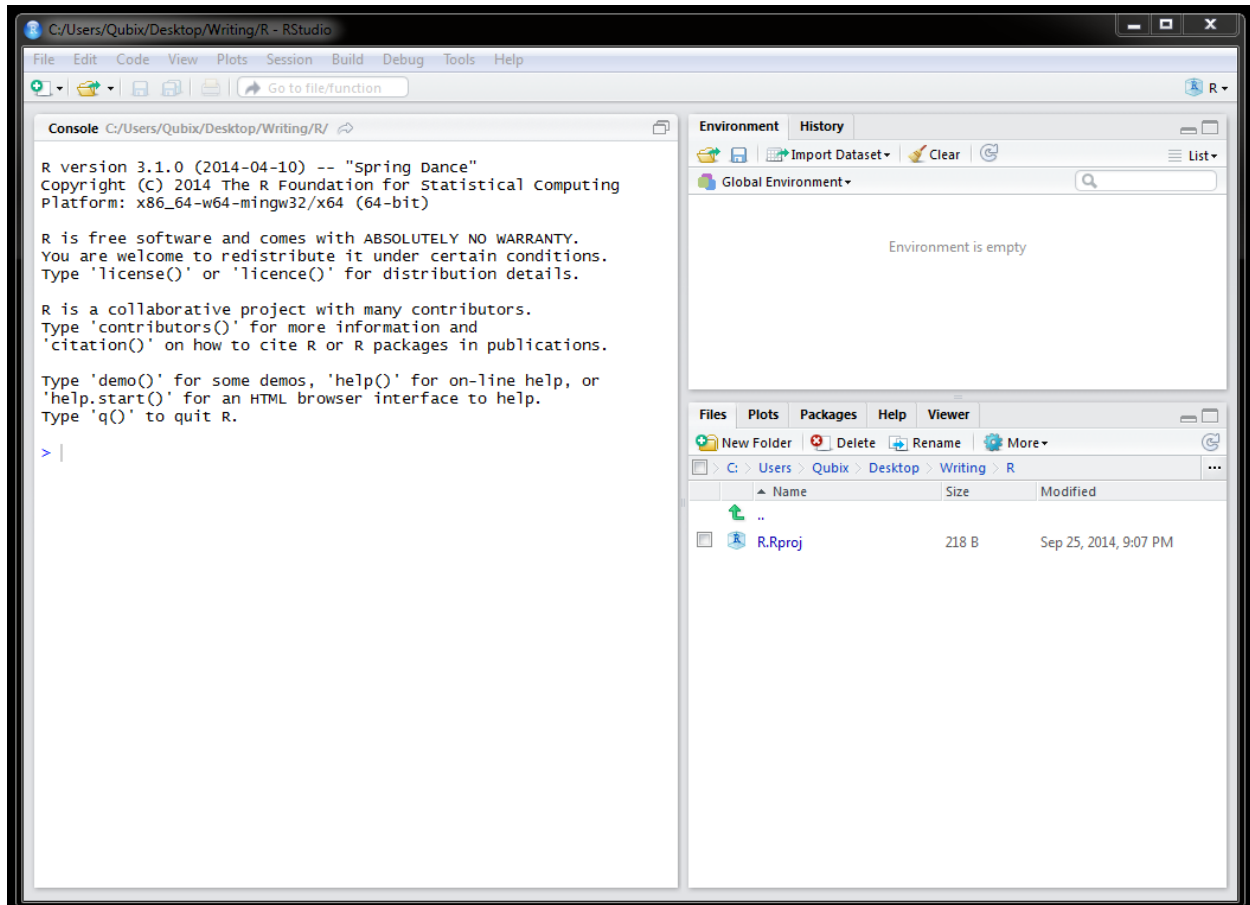 C:/Users/Qubix/Desktop/Writing/R - RStudio
File Edit Code View Plots Session Build Debug Tools Help
Go to file/function
R
Console C:/Users/Qubix/Desktop/Writing/R/
R version 3.1.0 (2014-04-10) -- "Spring Dance"
Copyright (C) 2014 The R Foundation for Statistical Computing
Platform: x86_64-w64-mingw32/x64 (64-bit)
R is free software and comes with ABSOLUTELY NO WARRANTY.
You are welcome to redistribute it under certain conditions.
Type 'license()' or 'licence()' for distribution details.
R is a collaborative project with many contributors.
Type 'contributors()' for more information and
'citation()' on how to cite R or R packages in publications.
Type 'demo()' for some demos, 'help()' for on-line help, or
'help.start()' for an HTML browser interface to help.
Type 'q()' to quit R.
>
Environment History
Import Dataset Clear List
Global Environment
Environment is empty
Files Plots Packages Help Viewer
New Folder Delete Rename More
C: Users Qubix Desktop Writing R ...
Name Size Modified
..
R.Rproj 218 B Sep 25, 2014, 9:07 PM